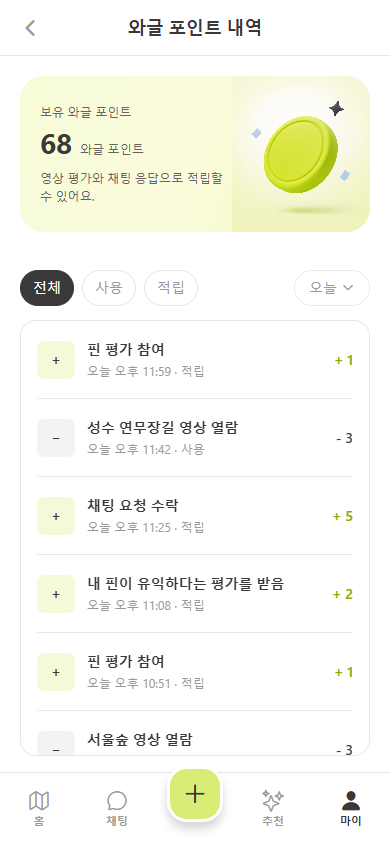 와글 포인트 내역
보유 와글 포인트
68 와글 포인트
영상 평가와 채팅 응답으로 적립할
수 있어요.
전체 사용 적립 오늘
+ 핀 평가 참여 + 1
오늘 오후 11:59 · 적립
− 성수 연무장길 영상 열람 - 3
오늘 오후 11:42 · 사용
+ 채팅 요청 수락 + 5
오늘 오후 11:25 · 적립
+ 내 핀이 유익하다는 평가를 받음 + 2
오늘 오후 11:08 · 적립
+ 핀 평가 참여 + 1
오늘 오후 10:51 · 적립
− 서울숲 영상 열람 - 3
홈 채팅 + 추천 마이